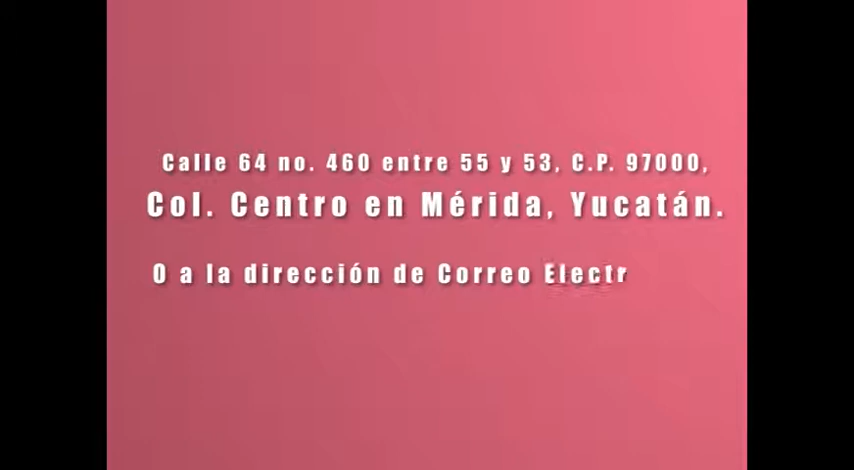 Calle 64 no. 460 entre 55 y 53, C.P. 97000,
Col. Centro en Mérida, Yucatán.
O a la dirección de Correo Electr